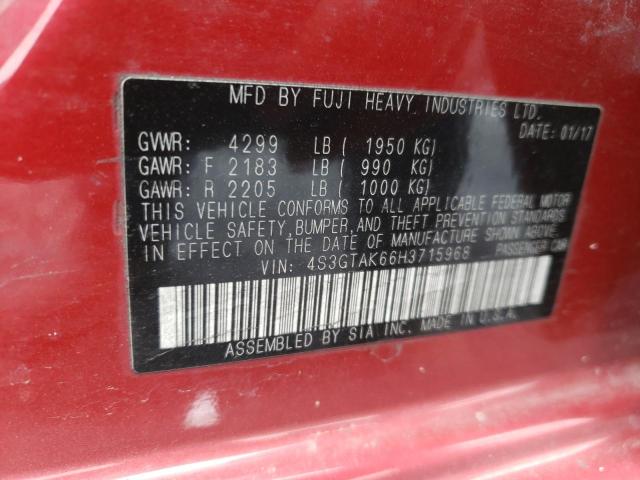 MFD BY FUJI HEAVY INDUSTRIES LTD.
DATE: 01/17
GVWR: 4299 LB ( 1950 KG)
GAWR: F 2183 LB ( 990 KG)
GAWR: R 2205 LB ( 1000 KG)
THIS VEHICLE CONFORMS TO ALL APPLICABLE FEDERAL MOTOR
VEHICLE SAFETY, BUMPER, AND THEFT PREVENTION STANDARDS
IN EFFECT ON THE DATE OF MANUFACTURE SHOWN ABOVE.
VIN: 4S3GTAK66H3715968 PASSENGER CAR
ASSEMBLED BY SIA INC. MADE IN U.S.A.